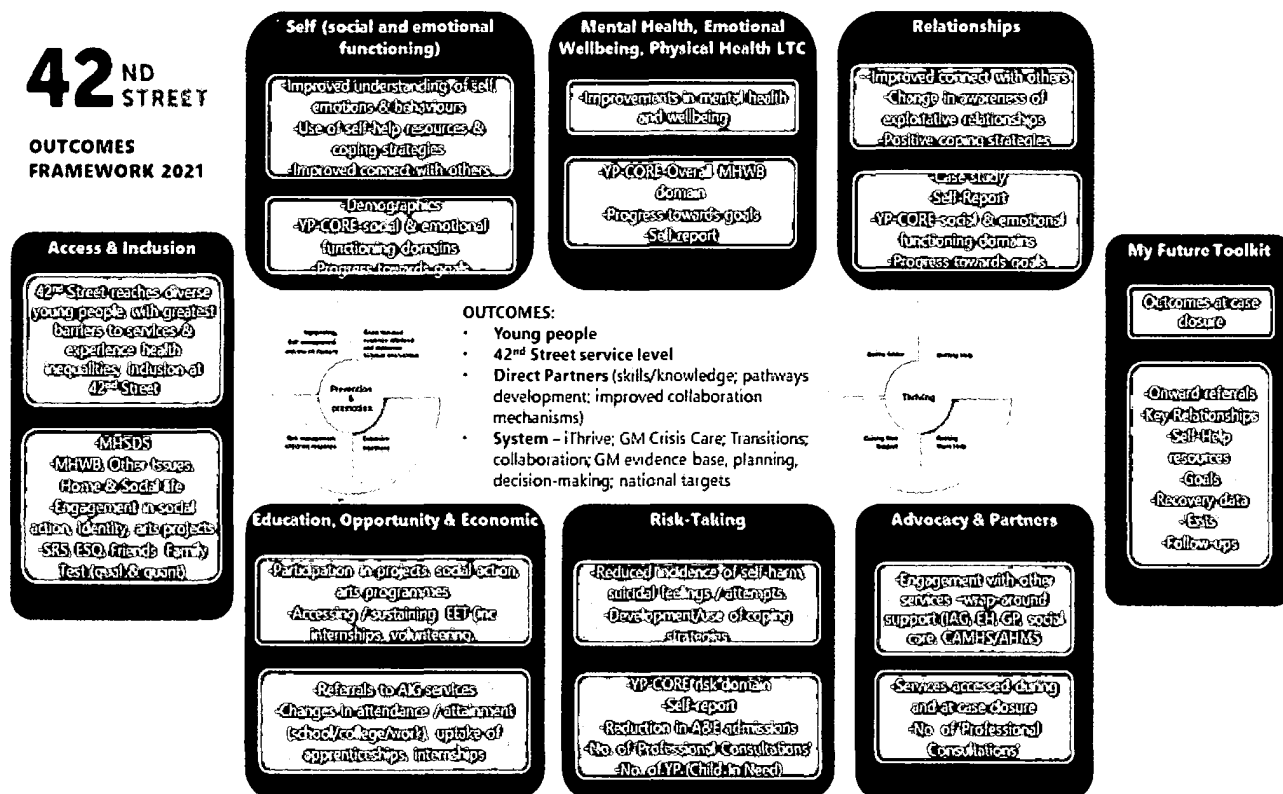 42 ND
STREET
OUTCOMES
FRAMEWORK 2021
Self (social and emotional
functioning)
-Improved understanding of self,
emotions & behaviours
-Use of self-help resources &
coping strategies
-Improved connect with others
-Demographics
-YP-CORE-social & emotional
functioning domains
-Progress towards goals
Mental Health, Emotional
Wellbeing, Physical Health LTC
-Improvements in mental health
and wellbeing
-YP-CORE-Overall MHWB
domain
-Progress towards goals
-Self report
Relationships
-Improved connect with others
-Change in awareness of
exploitative relationships
-Positive coping strategies
-Case study
-Self-Report
-YP-CORE-social & emotional
functioning domains
-Progress towards goals
Access & Inclusion
42nd Street reaches diverse
young people, with greatest
barriers to services &
experience health
inequalities; inclusion at
42nd Street
-MHSDS
-MHWB, Other Issues,
Home & Social life
-Engagement in social
action, identity, arts projects
-SRS, ESQ, Friends Family
Test (qual & quant)
Prevention
&
promotion
OUTCOMES:
• Young people
• 42nd Street service level
• Direct Partners (skills/knowledge; pathways
development; improved collaboration
mechanisms)
• System – iThrive; GM Crisis Care; Transitions;
collaboration; GM evidence base, planning,
decision-making; national targets
Thriving
My Future Toolkit
Outcomes at case
closure
-Onward referrals
-Key Relationships
-Self-Help
resources
-Goals
-Recovery data
-Exits
-Follow-ups
Education, Opportunity & Economic
-Participation in projects, social action,
arts programmes
-Accessing / sustaining EET (inc
internships, volunteering,
-Referrals to AIG services
-Changes in attendance / attainment
(school/college/work), uptake of
apprenticeships, internships
Risk-Taking
-Reduced incidence of self-harm,
suicidal feelings / attempts.
-Development/use of coping
strategies
-YP-CORE risk domain
-Self-report
-Reduction in A&E admissions
-No. of 'Professional Consultations'
-No. of YP (Child In Need)
Advocacy & Partners
-Engagement with other
services -wrap-around
support (IAG, EH, GP, social
care, CAMHS/AHMS
-Services accessed during
and at case closure
-No. of 'Professional
Consultations'